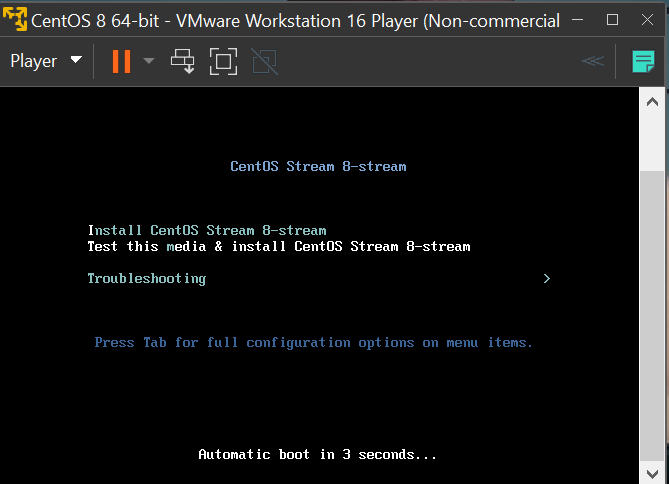 CentOS 8 64-bit - VMware Workstation 16 Player (Non-commercial
Player
CentOS Stream 8-stream
Install CentOS Stream 8-stream
Test this media & install CentOS Stream 8-stream
Troubleshooting >
Press Tab for full configuration options on menu items.
Automatic boot in 3 seconds...